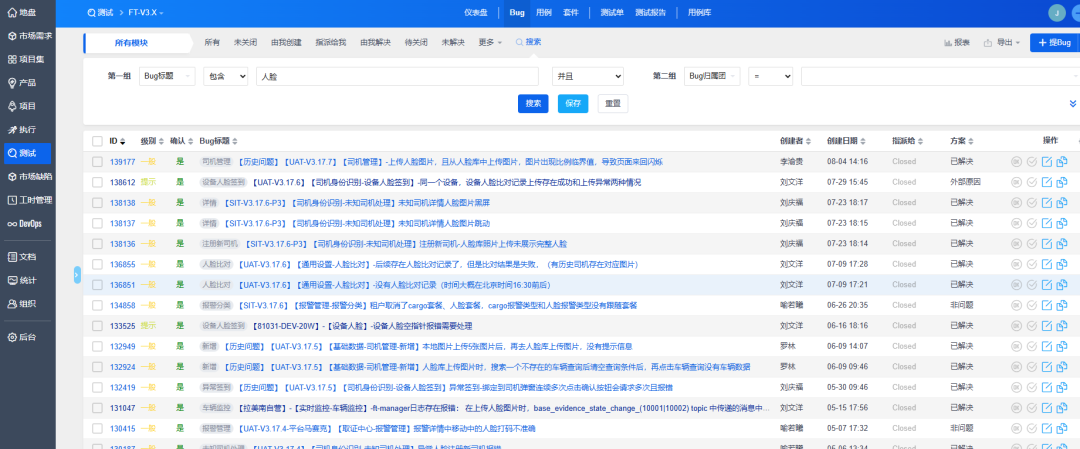 地盘
测试 > FT-V3.X
仪表盘 Bug 用例 套件 测试单 测试报告 用例库
J
市场需求
项目集
产品
项目
执行
测试
市场缺陷
工时管理
DevOps
文档
统计
组织
后台
所有模块 所有 未关闭 由我创建 指派给我 由我解决 待关闭 未解决 更多 搜索 报表 导出 +提Bug
第一组 Bug标题 包含 人脸 并且 第二组 Bug归属团 =
搜索 保存 重置
ID 级别 确认 Bug标题 创建者 创建日期 指派给 方案 操作
139177 一般 是 司机管理 【历史问题】【UAT-V3.17.7】【司机管理】-上传人脸图片，且从人脸库中上传图片，图片出现比例临界值，导致页面来回闪烁 李渝贵 08-04 14:16 Closed 已解决
138612 提示 是 设备人脸签到 【UAT-V3.17.6】【司机身份识别-设备人脸签到】-同一个设备，设备人脸比对记录上传存在成功和上传异常两种情况 刘文洋 07-29 15:45 Closed 外部原因
138138 一般 是 详情 【SIT-V3.17.6-P3】【司机身份识别-未知司机处理】未知司机详情人脸图片黑屏 刘庆福 07-23 18:17 Closed 已解决
138137 一般 是 详情 【SIT-V3.17.6-P3】【司机身份识别-未知司机处理】未知司机详情人脸图片跳动 刘庆福 07-23 18:15 Closed 已解决
138136 一般 是 注册新司机 【SIT-V3.17.6-P3】【司机身份识别-未知司机处理】注册新司机-人脸库照片上传未展示完整人脸 刘庆福 07-23 18:14 Closed 已解决
136855 一般 是 人脸比对 【UAT-V3.17.6】【通用设置-人脸比对】-后续存在人脸比对记录了，但是比对结果是失败，（有历史司机存在对应图片） 刘文洋 07-09 17:28 Closed 已解决
136851 一般 是 人脸比对 【UAT-V3.17.6】【通用设置-人脸比对】-没有人脸比对记录（时间大概在北京时间16:30前后） 刘文洋 07-09 17:21 Closed 已解决
134858 一般 是 报警分类 【SIT-V3.17.6】【报警管理-报警分类】租户取消了cargo套餐、人脸套餐，cargo报警类型和人脸报警类型没有跟随套餐 喻若曦 06-26 20:35 Closed 非问题
133525 提示 是 设备人脸签到 【81031-DEV-20W】-【设备人脸】-设备人脸空指针报错需要处理 刘文洋 06-16 18:16 Closed 已解决
132949 一般 是 新增 【历史问题】【UAT-V3.17.5】【基础数据-司机管理-新增】本地图片上传5张图片后，再去人脸库上传图片，没有提示信息 罗林 06-09 14:07 Closed 已解决
132924 一般 是 新增 【历史问题】【UAT-V3.17.5】【基础数据-司机管理-新增】人脸库上传图片时，搜索一个不存在的车辆查询后清空查询条件后，再点击车辆查询没有车辆数据 罗林 06-09 09:46 Closed 已解决
132419 一般 是 异常签到 【历史问题】【UAT-V3.17.5】【司机身份识别-设备人脸签到】异常签到-绑定到司机弹窗连续多次点击确认按扭会请求多次且报错 刘庆福 05-30 09:46 Closed 已解决
131047 一般 是 车辆监控 【拉美南自营】-【实时监控-车辆监控】-ft-manager日志存在报错：在上传人脸图片时，base_evidence_state_change_(10001|10002) topic 中传递的消息中... 刘文洋 05-15 17:56 Closed 已解决
130415 一般 是 报警管理 【UAT-V3.17.4-平台马赛克】【取证中心-报警管理】报警详情中移动中的人脸打码不准确 喻若曦 05-07 17:32 Closed 非问题